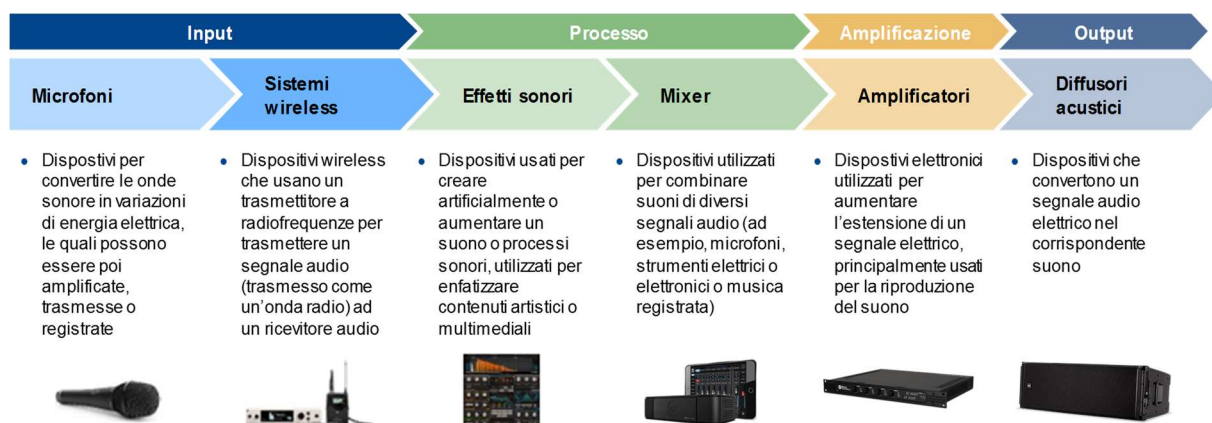 Input
Processo
Amplificazione
Output
Microfoni
Sistemi
wireless
Effetti sonori
Mixer
Amplificatori
Diffusori
acustici
• Dispostivi per
convertire le onde
sonore in variazioni
di energia elettrica,
le quali possono
essere poi
amplificate,
trasmesse o
registrate
• Dispositivi wireless
che usano un
trasmettitore a
radiofrequenze per
trasmettere un
segnale audio
(trasmesso come
un'onda radio) ad
un ricevitore audio
• Dispositivi usati per
creare
artificialmente o
aumentare un
suono o processi
sonori, utilizzati per
enfatizzare
contenuti artistici o
multimediali
• Dispositivi utilizzati
per combinare
suoni di diversi
segnali audio (ad
esempio, microfoni,
strumenti elettrici o
elettronici o musica
registrata)
• Dispostivi elettronici
utilizzati per
aumentare
l'estensione di un
segnale elettrico,
principalmente usati
per la riproduzione
del suono
• Dispositivi che
convertono un
segnale audio
elettrico nel
corrispondente
suono